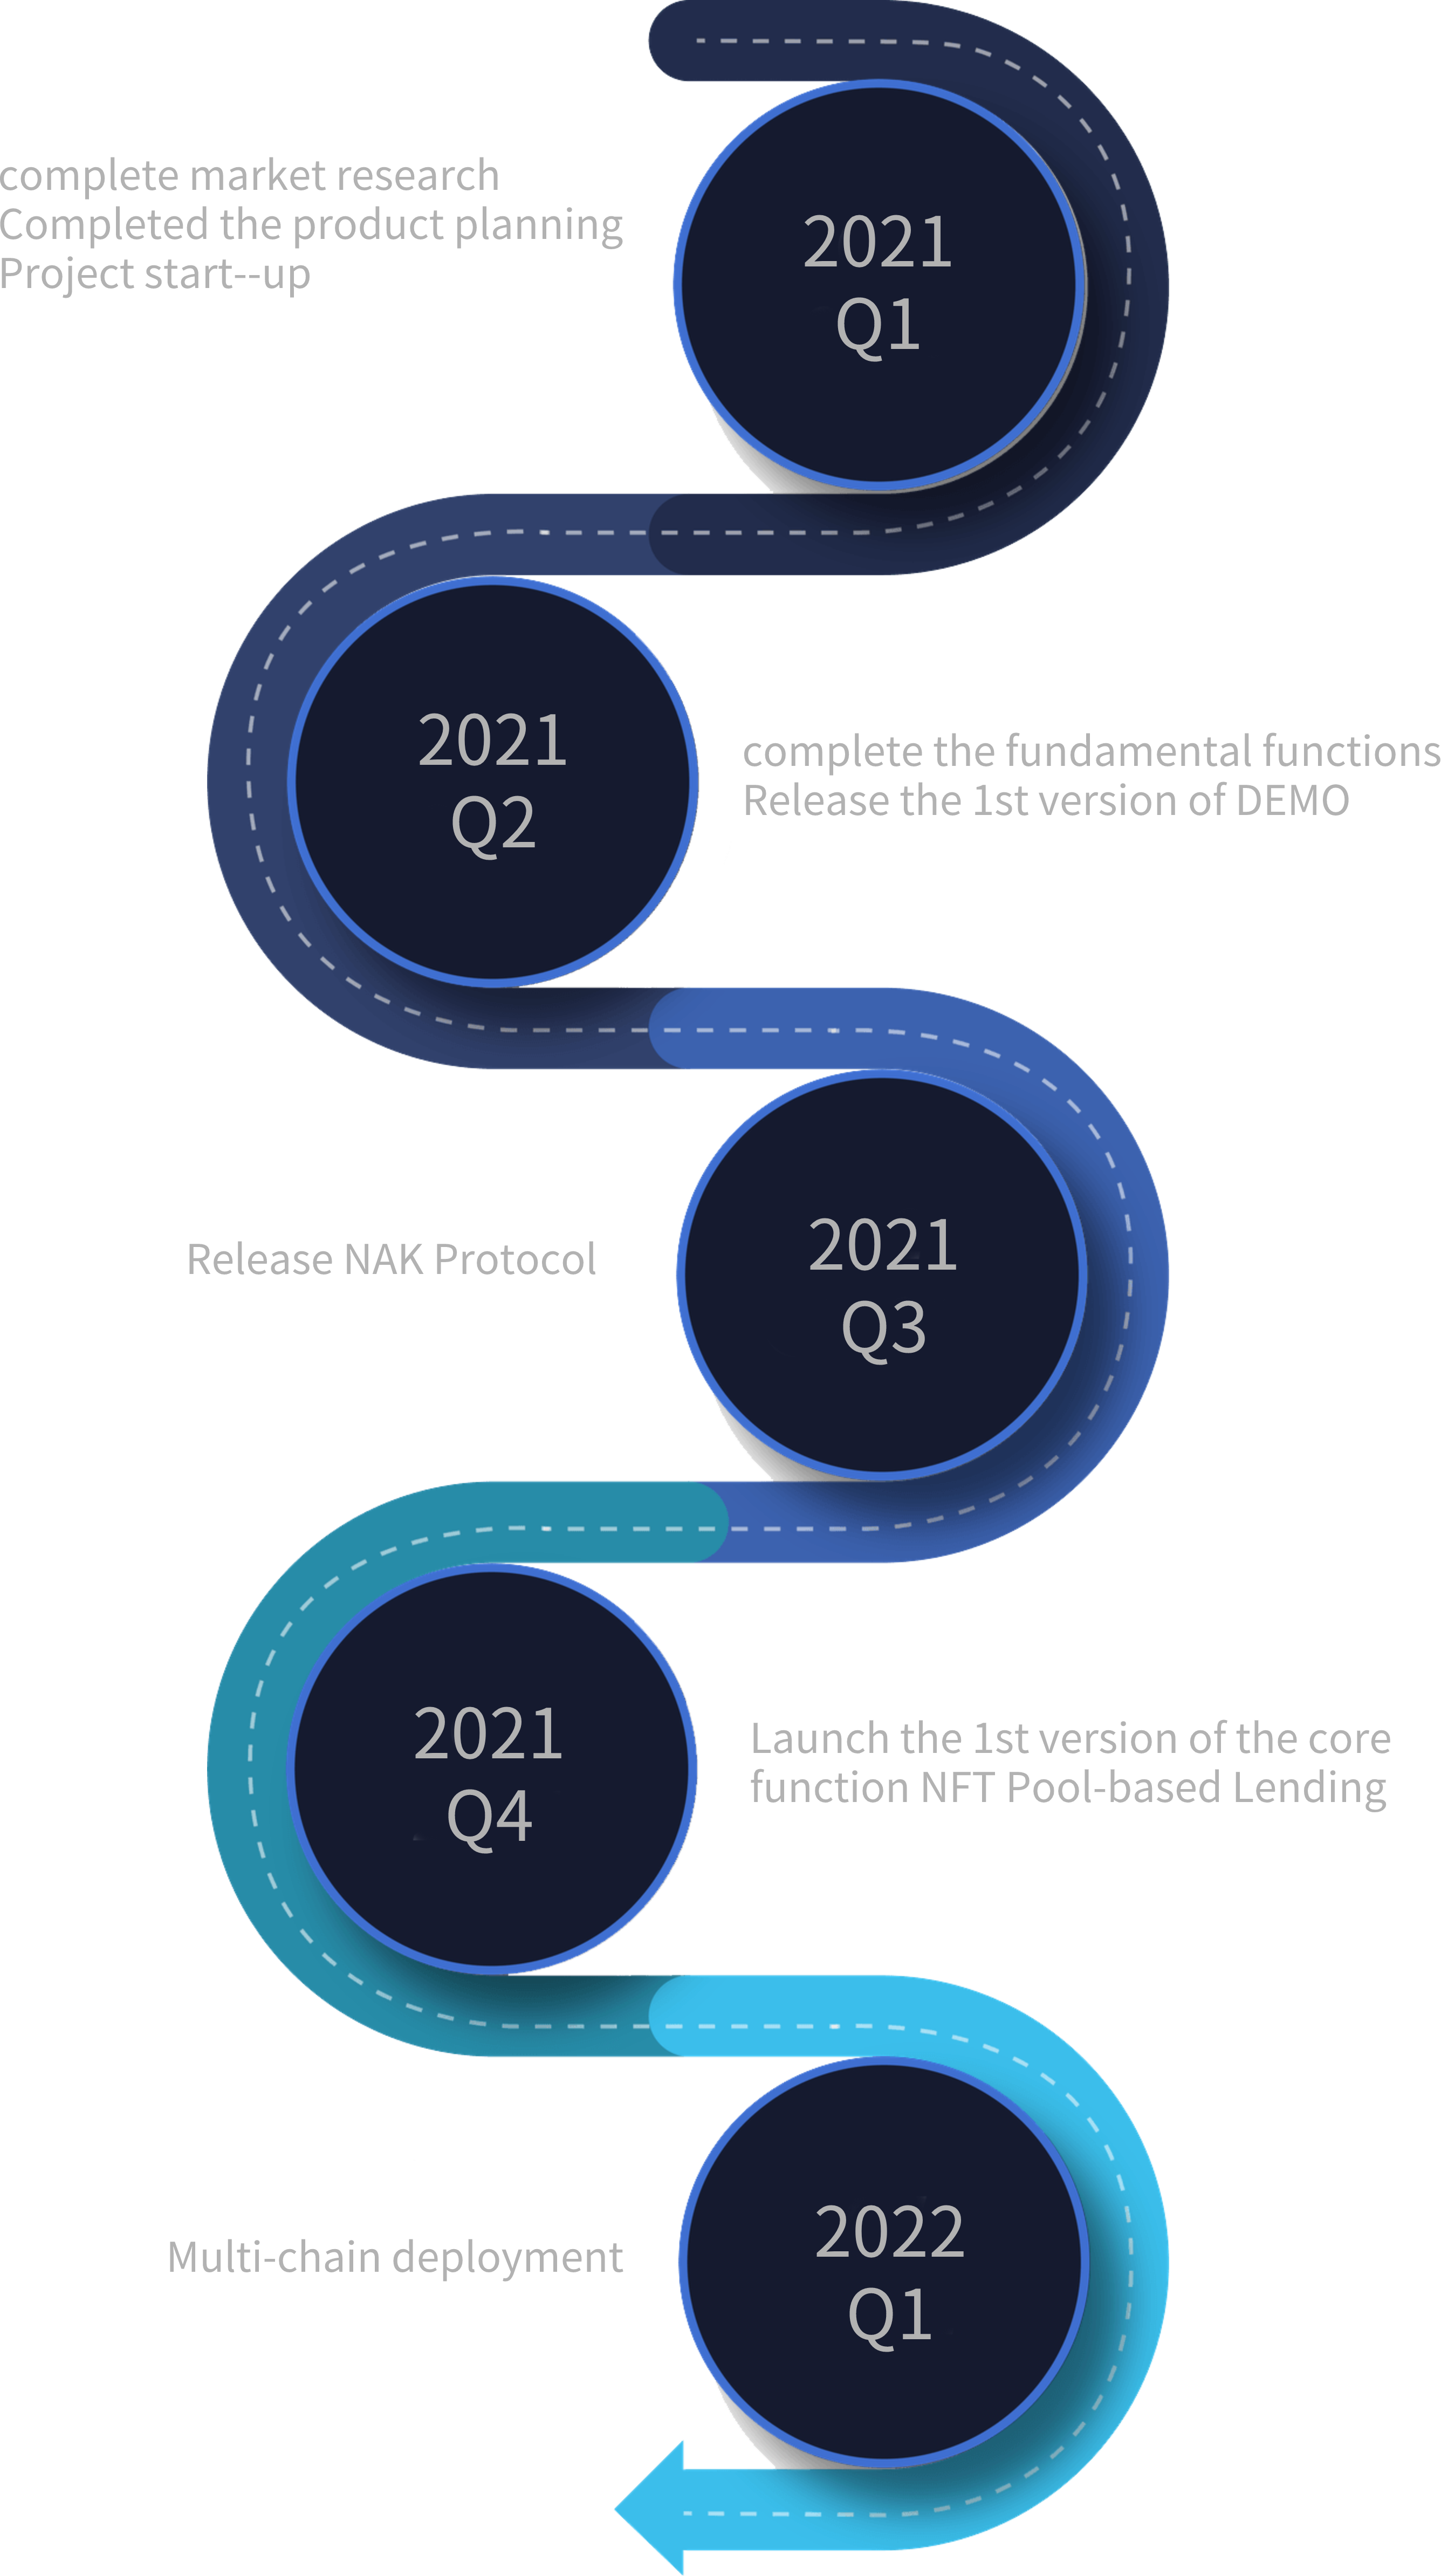 complete market research
Completed the product planning
Project start--up
2021
Q1
2021
Q2
complete the fundamental functions
Release the 1st version of DEMO
Release NAK Protocol
2021
Q3
2021
Q4
Launch the 1st version of the core
function NFT Pool-based Lending
Multi-chain deployment
2022
Q1